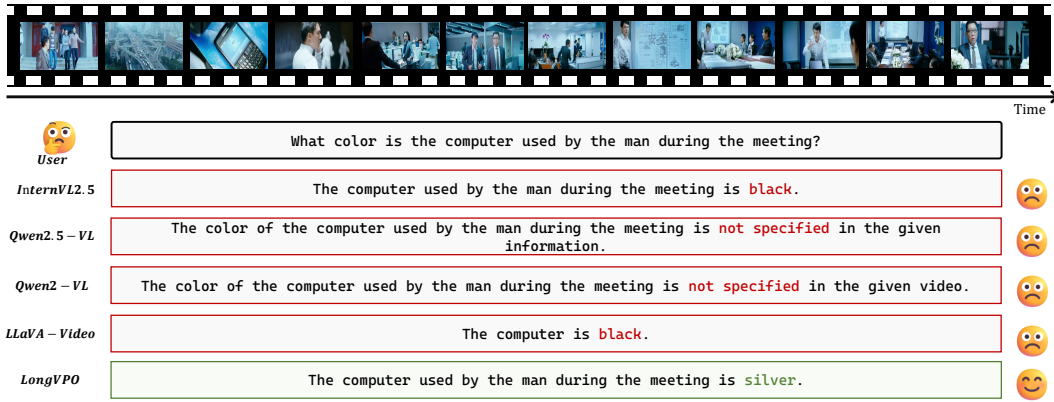 Time
User
What color is the computer used by the man during the meeting?
InternVL2.5
The computer used by the man during the meeting is black.
Qwen2.5-VL
The color of the computer used by the man during the meeting is not specified in the given
information.
Qwen2-VL
The color of the computer used by the man during the meeting is not specified in the given video.
LLaVA-Video
The computer is black.
LongVPO
The computer used by the man during the meeting is silver.